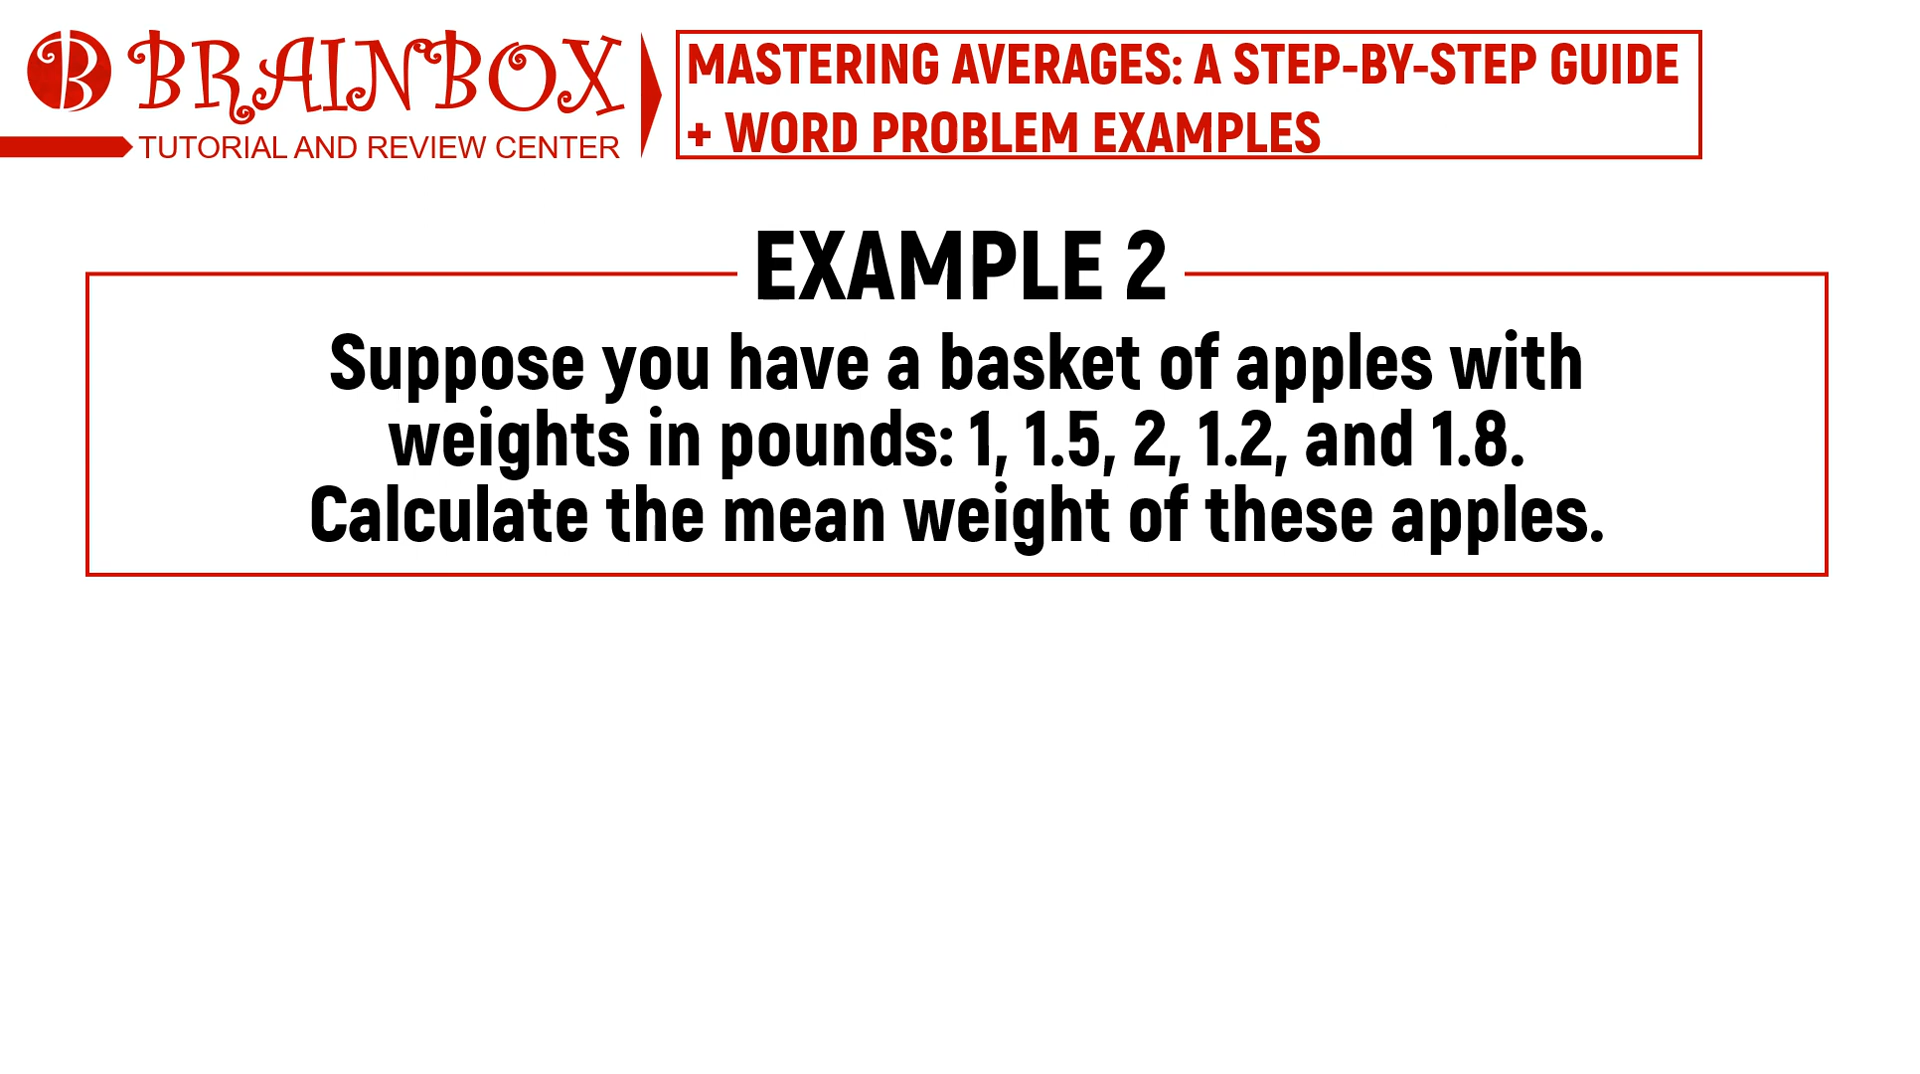 B BRAINBOX
TUTORIAL AND REVIEW CENTER
MASTERING AVERAGES: A STEP-BY-STEP GUIDE
+ WORD PROBLEM EXAMPLES
EXAMPLE 2
Suppose you have a basket of apples with
weights in pounds: 1, 1.5, 2, 1.2, and 1.8.
Calculate the mean weight of these apples.